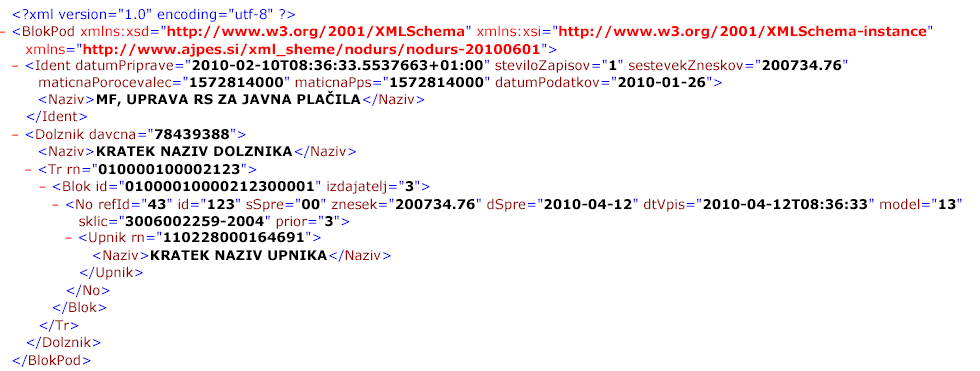 <?xml version="1.0" encoding="utf-8" ?>
- <BlokPod xmlns:xsd="http://www.w3.org/2001/XMLSchema" xmlns:xsi="http://www.w3.org/2001/XMLSchema-instance"
xmlns="http://www.ajpes.si/xml_sheme/nodurs/nodurs-20100601">
- <Ident datumPriprave="2010-02-10T08:36:33.5537663+01:00" steviloZapisov="1" sestevekZneskov="200734.76"
maticnaPorocevalec="1572814000" maticnaPps="1572814000" datumPodatkov="2010-01-26">
<Naziv>MF, UPRAVA RS ZA JAVNA PLAČILA</Naziv>
</Ident>
- <Dolznik davcna="78439388">
<Naziv>KRATEK NAZIV DOLZNIKA</Naziv>
- <Tr rn="010000100002123">
- <Blok id="01000010000212300001" izdajatelj="3">
- <No refId="43" id="123" sSpre="00" znesek="200734.76" dSpre="2010-04-12" dtVpis="2010-04-12T08:36:33" model="13"
sklic="3006002259-2004" prior="3">
- <Upnik rn="110228000164691">
<Naziv>KRATEK NAZIV UPNIKA</Naziv>
</Upnik>
</No>
</Blok>
</Tr>
</Dolznik>
</BlokPod>